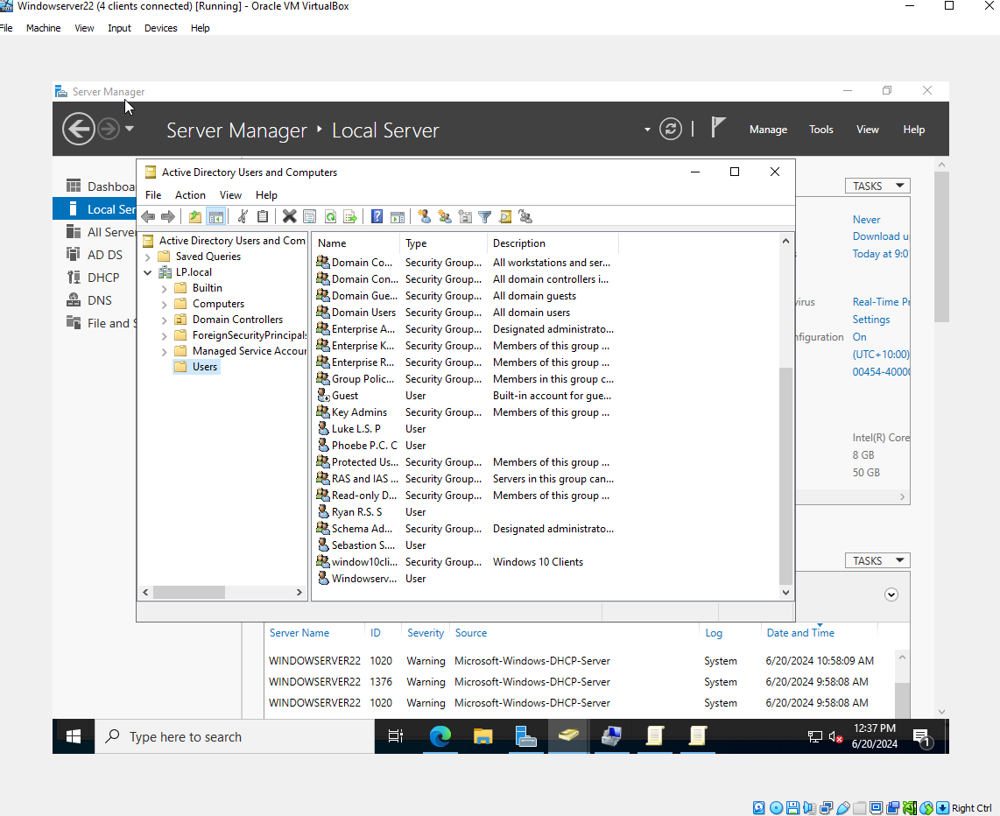 Windowserver22 (4 clients connected) [Running] - Oracle VM VirtualBox
File Machine View Input Devices Help
Server Manager
Server Manager Local Server
Manage Tools View Help
Dashboa
Local Ser
All Server
AD DS
DHCP
DNS
File and S
TASKS
Never
Download u
Today at 9:0
virus
Real-Time Pr
Settings
nfiguration On
(UTC+10:00)
00454-40000
Intel(R) Core
8 GB
50 GB
TASKS
Active Directory Users and Computers
File Action View Help
Active Directory Users and Com
Saved Queries
LP.local
Builtin
Computers
Domain Controllers
ForeignSecurityPrincipals
Managed Service Accour
Users
Name Type Description
Domain Co... Security Group... All workstations and ser...
Domain Con... Security Group... All domain controllers i...
Domain Gue... Security Group... All domain guests
Domain Users Security Group... All domain users
Enterprise A... Security Group... Designated administrato...
Enterprise K... Security Group... Members of this group ...
Enterprise R... Security Group... Members of this group ...
Group Polic... Security Group... Members in this group c...
Guest User Built-in account for gue...
Key Admins Security Group... Members of this group ...
Luke L.S. P User
Phoebe P.C. C User
Protected Us... Security Group... Members of this group ...
RAS and IAS ... Security Group... Servers in this group can...
Read-only D... Security Group... Members of this group ...
Ryan R.S. S User
Schema Ad... Security Group... Designated administrato...
Sebastion S.... User
window10cli... Security Group... Windows 10 Clients
Windowserv... User
Server Name ID Severity Source Log Date and Time
WINDOWSERVER22 1020 Warning Microsoft-Windows-DHCP-Server System 6/20/2024 10:58:09 AM
WINDOWSERVER22 1376 Warning Microsoft-Windows-DHCP-Server System 6/20/2024 9:58:08 AM
WINDOWSERVER22 1020 Warning Microsoft-Windows-DHCP-Server System 6/20/2024 9:58:08 AM
Type here to search
12:37 PM
6/20/2024
1
Right Ctrl